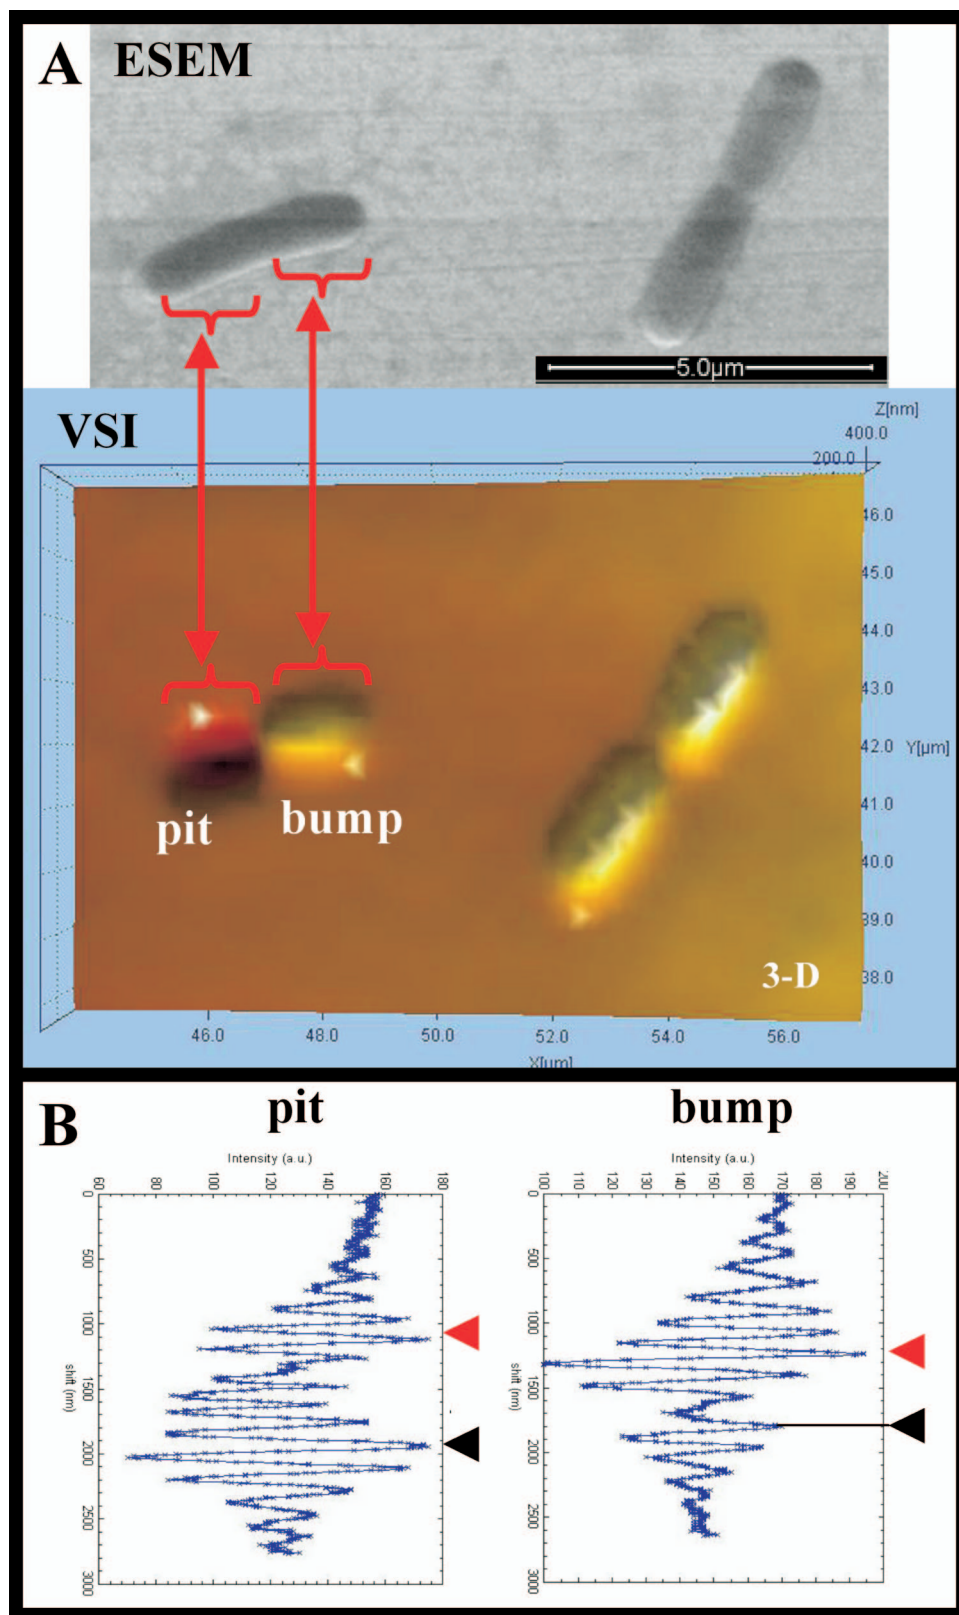 A ESEM
5.0µm
VSI
Z[nm]
400.0
200.0
46.0
45.0
44.0
43.0
42.0 Y[µm]
41.0
40.0
39.0
38.0
pit
bump
3-D
46.0 48.0 50.0 52.0 54.0 56.0
X[µm]
B pit bump
Intensity (a.u.)
60 80 100 120 140 160 180
0
500
1000
1500
2000
2500
3000
shift (nm)
Intensity (a.u.)
100 110 120 130 140 150 160 170 180 190 200
0
500
1000
1500
2000
2500
3000
shift (nm)